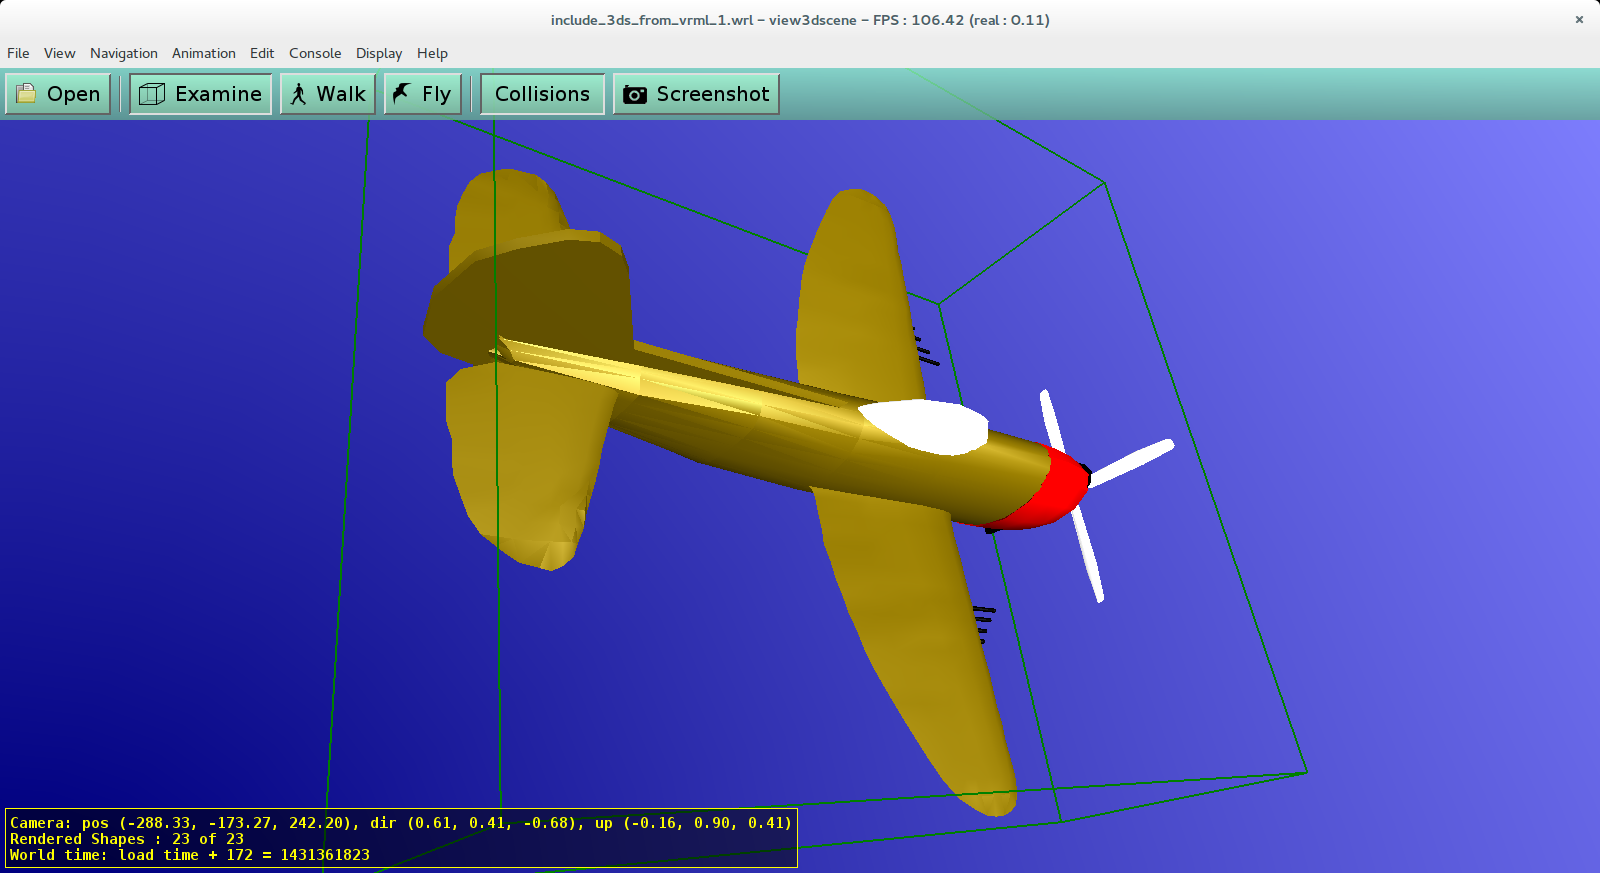 include_3ds_from_vrml_1.wrl – view3dscene – FPS : 106.42 (real : 0.11)
File View Navigation Animation Edit Console Display Help
Open Examine Walk Fly Collisions Screenshot
Camera: pos (-288.33, -173.27, 242.20), dir (0.61, 0.41, -0.68), up (-0.16, 0.90, 0.41)
Rendered Shapes : 23 of 23
World time: load time + 172 = 1431361823